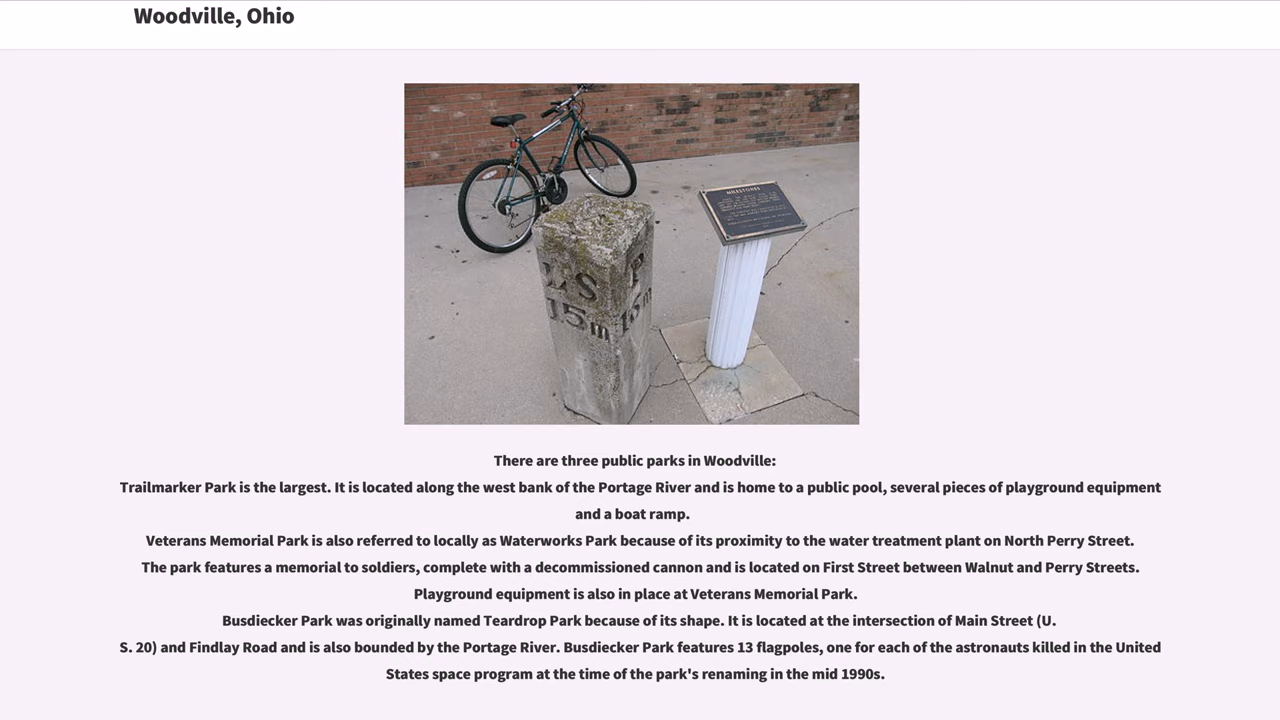 Woodville, Ohio
MILESTONES
L S P
15m 16m
There are three public parks in Woodville:
Trailmarker Park is the largest. It is located along the west bank of the Portage River and is home to a public pool, several pieces of playground equipment
and a boat ramp.
Veterans Memorial Park is also referred to locally as Waterworks Park because of its proximity to the water treatment plant on North Perry Street.
The park features a memorial to soldiers, complete with a decommissioned cannon and is located on First Street between Walnut and Perry Streets.
Playground equipment is also in place at Veterans Memorial Park.
Busdiecker Park was originally named Teardrop Park because of its shape. It is located at the intersection of Main Street (U.
S. 20) and Findlay Road and is also bounded by the Portage River. Busdiecker Park features 13 flagpoles, one for each of the astronauts killed in the United
States space program at the time of the park's renaming in the mid 1990s.